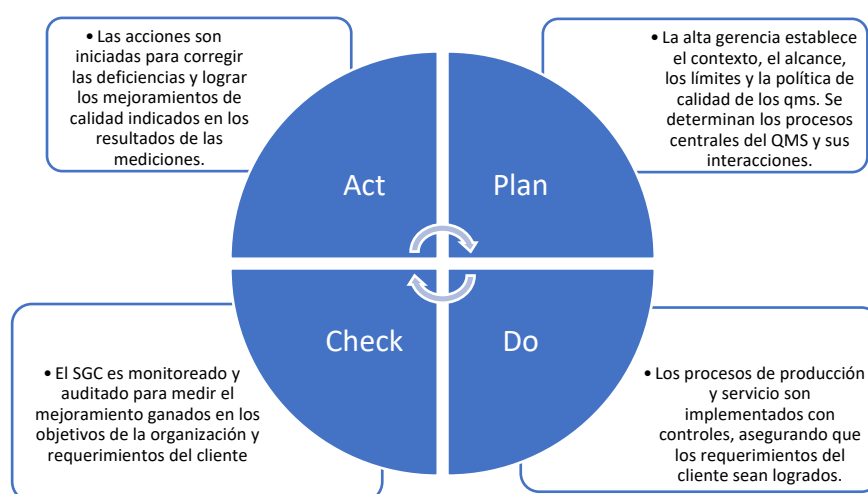 • Las acciones son
iniciadas para corregir
las deficiencias y lograr
los mejoramientos de
calidad indicados en los
resultados de las
mediciones.
• La alta gerencia establece
el contexto, el alcance,
los límites y la política de
calidad de los qms. Se
determinan los procesos
centrales del QMS y sus
interacciones.
Act
Plan
Check
Do
• El SGC es monitoreado y
auditado para medir el
mejoramiento ganados en los
objetivos de la organización y
requerimientos del cliente
• Los procesos de producción
y servicio son
implementados con
controles, asegurando que
los requerimientos del
cliente sean logrados.